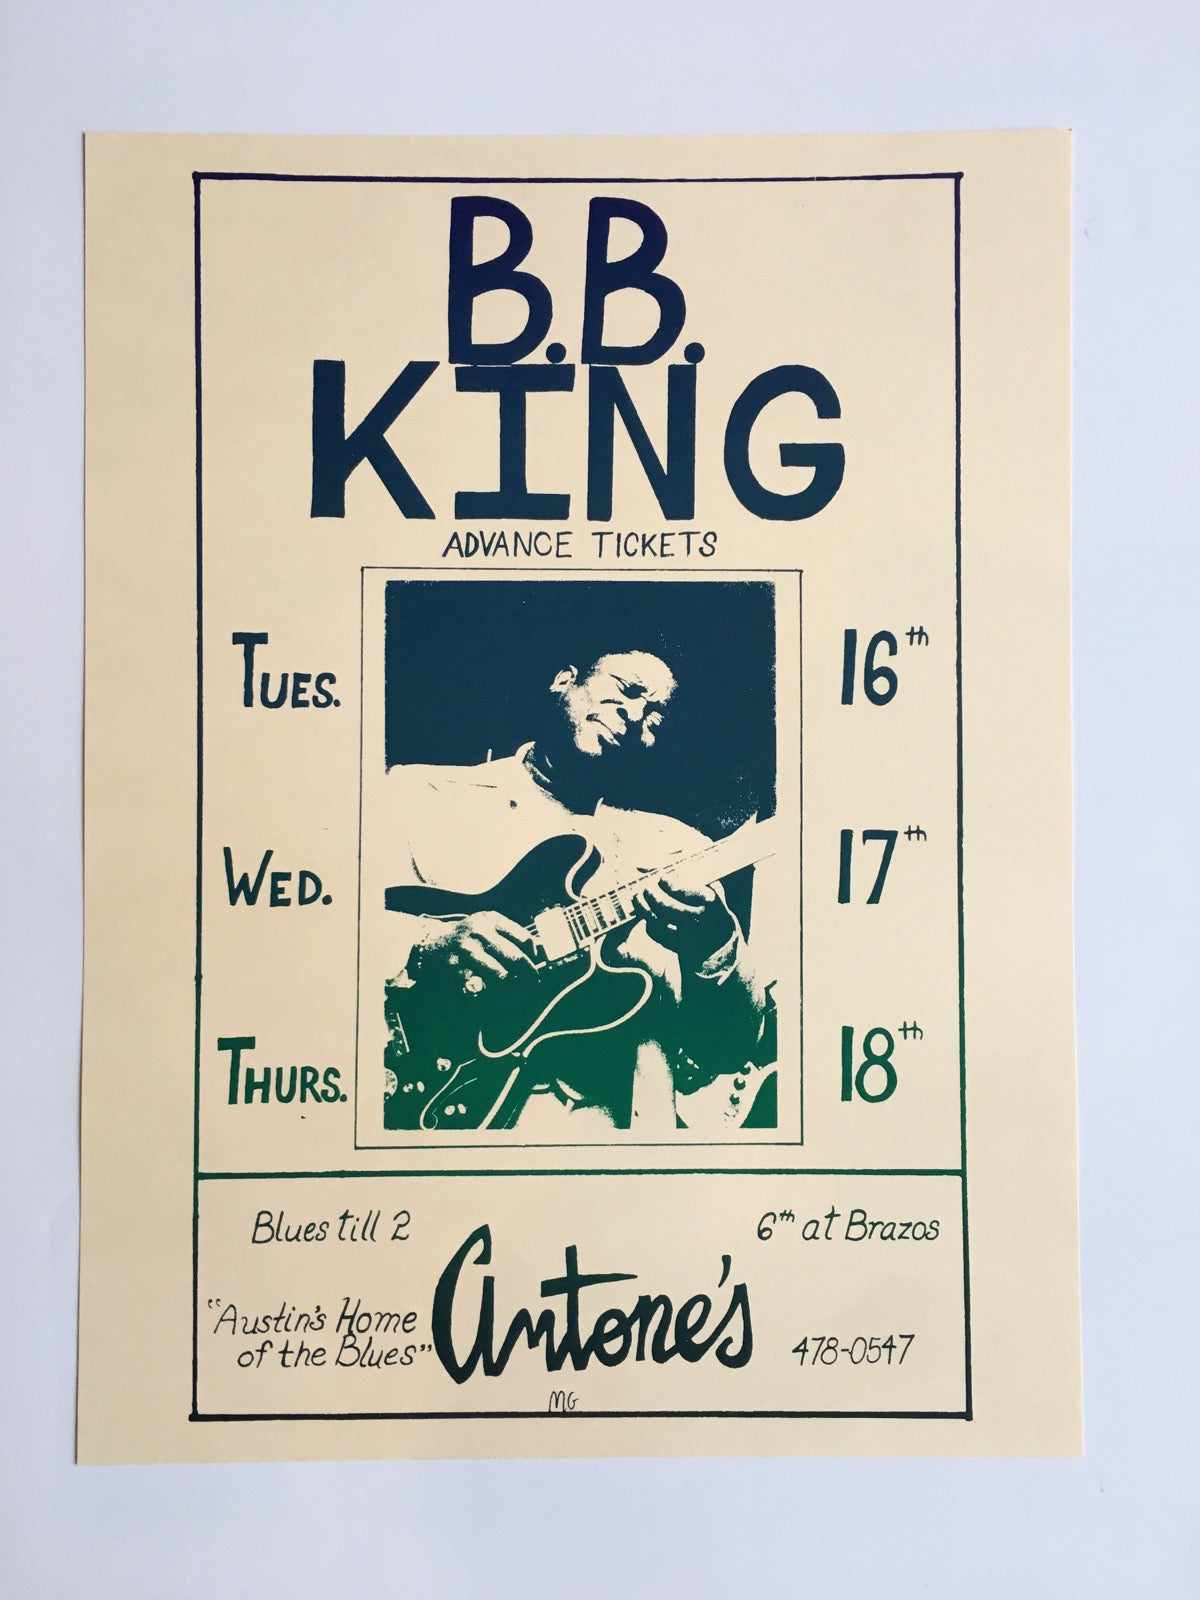 B.B.
KING
ADVANCE TICKETS
TUES. 16th
WED. 17th
THURS. 18th
Blues till 2
6th at Brazos
"Austin's Home
of the Blues"
antone's
478-0547
MG